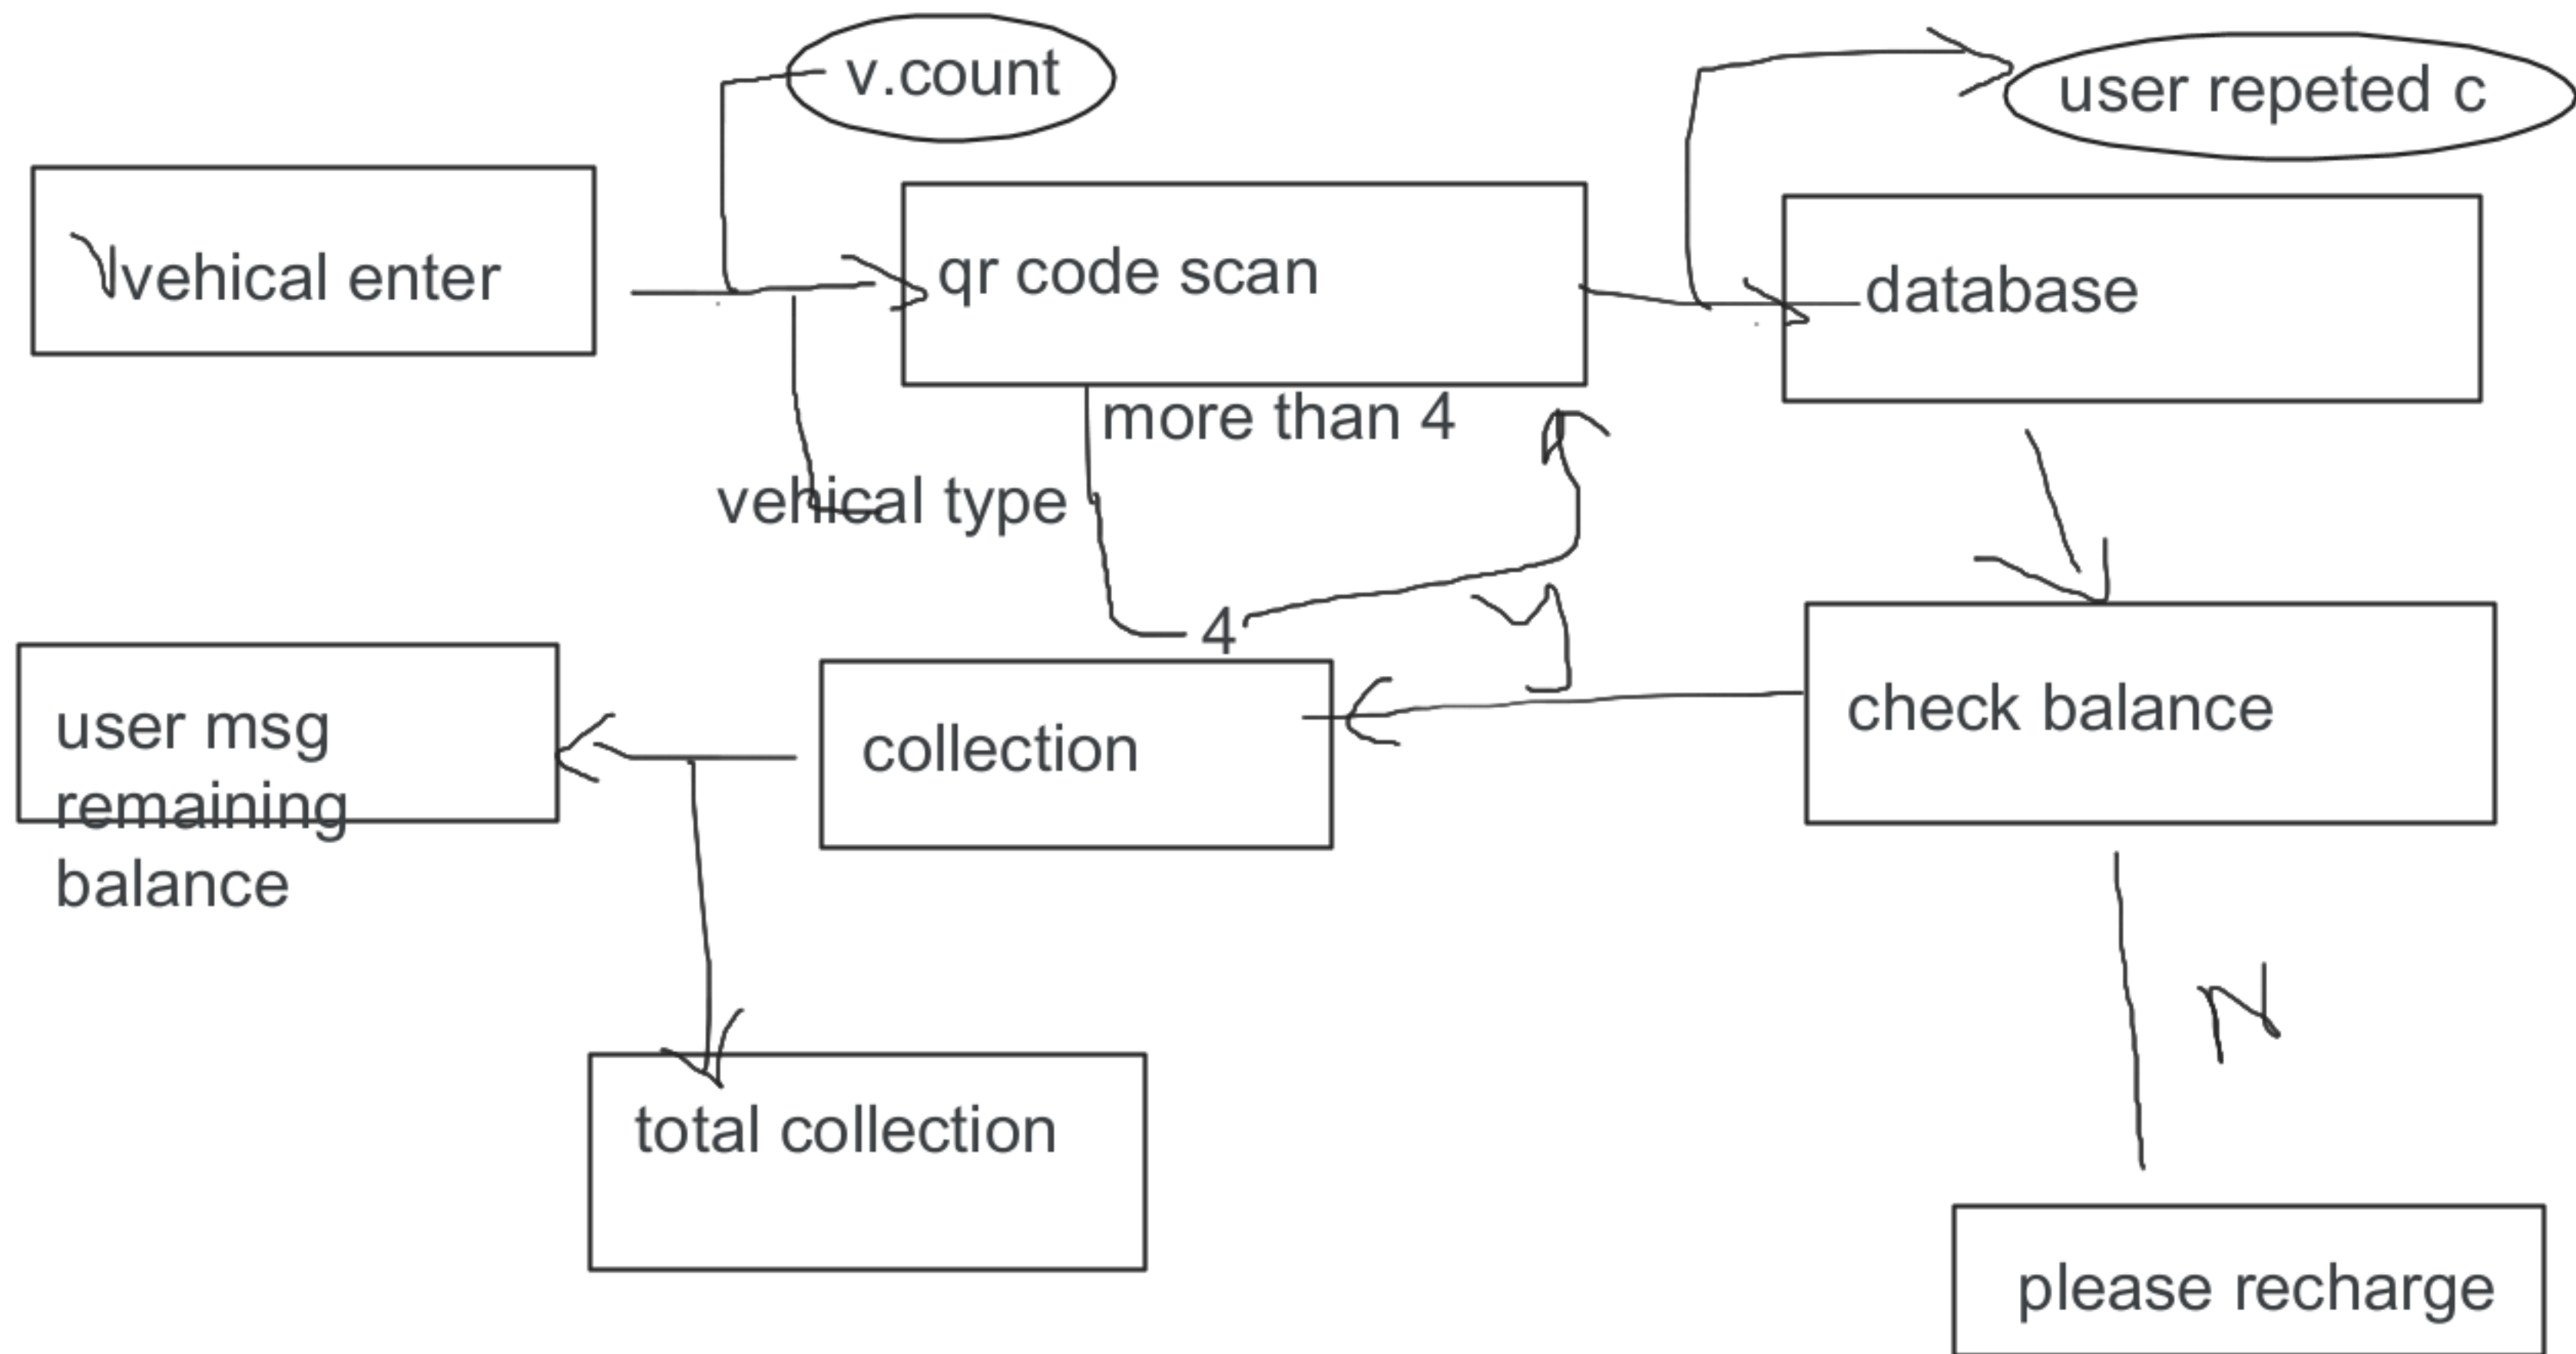 v.count
user repeted c
vehical enter
qr code scan
database
more than 4
vehical type
4
Y
user msg
remaining
balance
collection
check balance
N
total collection
please recharge